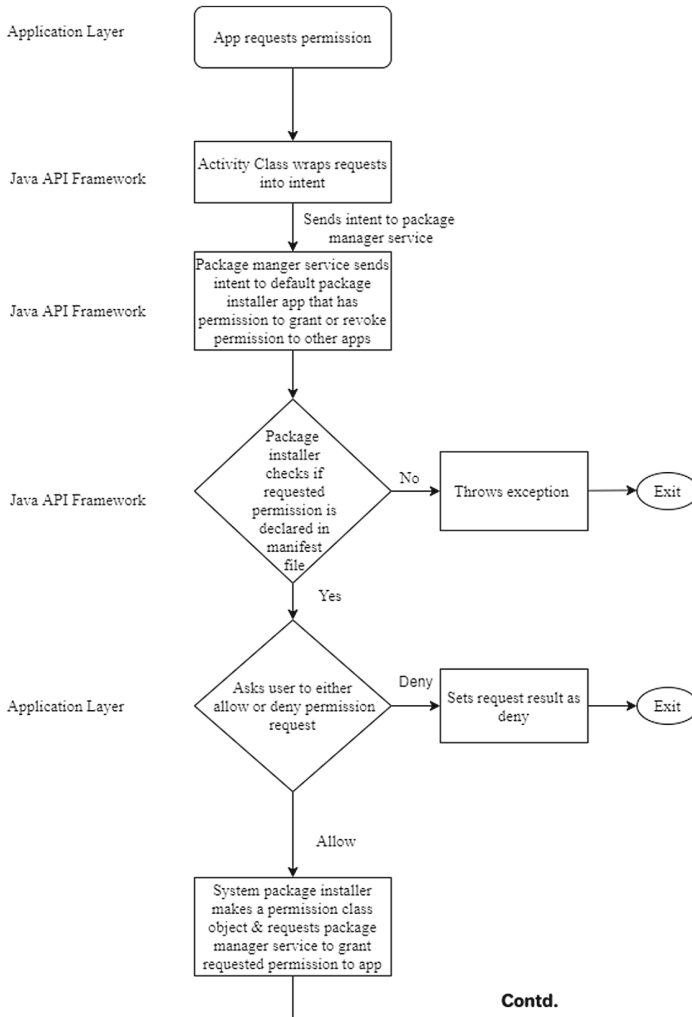 Application Layer
App requests permission
Java API Framework
Activity Class wraps requests
into intent
Sends intent to package
manager service
Java API Framework
Package manger service sends
intent to default package
installer app that has
permission to grant or revoke
permission to other apps
Java API Framework
Package
installer
checks if
requested
permission is
declared in
manifest
file
No
Throws exception
Exit
Yes
Application Layer
Asks user to either
allow or deny permission
request
Deny
Sets request result as
deny
Exit
Allow
System package installer
makes a permission class
object & requests package
manager service to grant
requested permission to app
Contd.